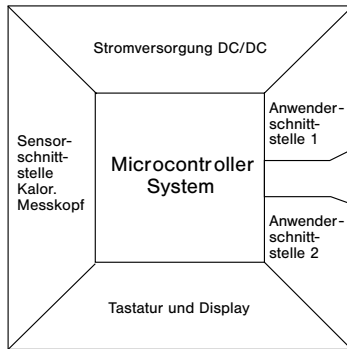 Stromversorgung DC/DC
Sensor-
schnitt-
stelle
Kalor.
Messkopf
Microcontroller
System
Anwender-
schnitt-
stelle 1
Anwender-
schnitt-
stelle 2
Tastatur und Display